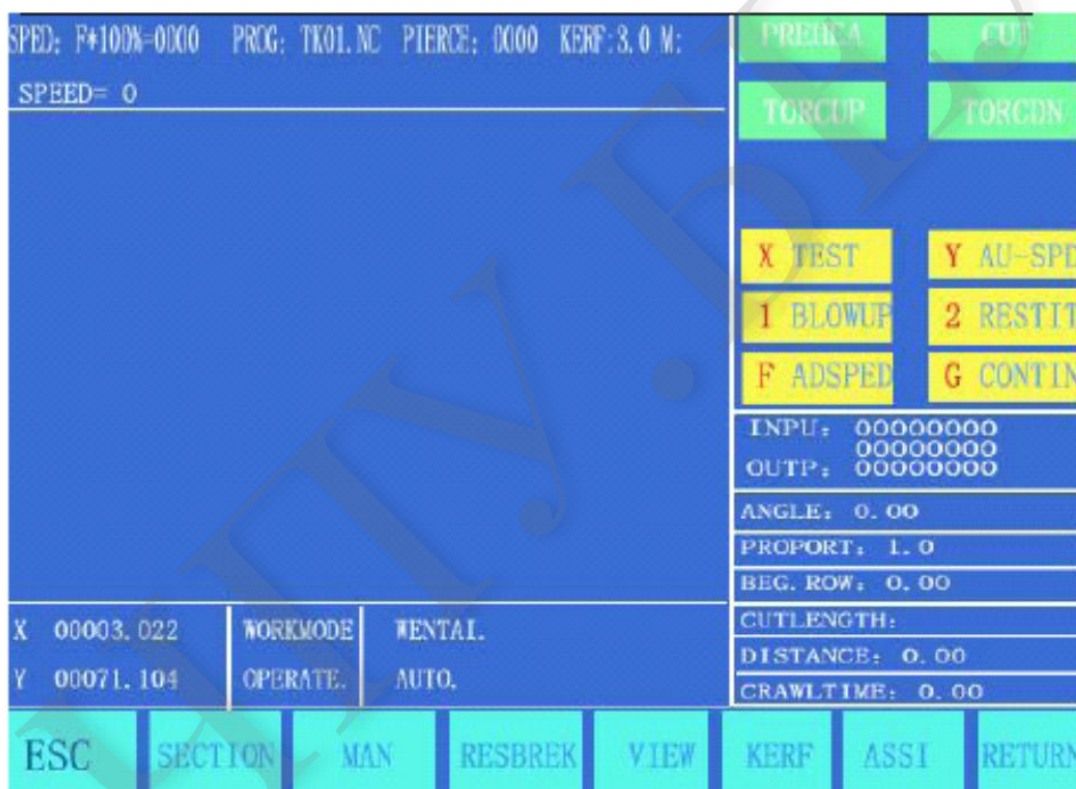 SPED: F*100%=0000 PROG: TK01.NC PIERCE: 0000 KERF:3.0 M:
SPEED= 0
PREHEA CUT
TORCUP TORCDN
X TEST Y AU-SPD
1 BLOWUP 2 RESTIT
F ADSPED G CONTIN
INPU: 00000000
00000000
OUTP: 00000000
ANGLE: 0.00
PROPORT: 1.0
BEG.ROW: 0.00
CUTLENGTH:
DISTANCE: 0.00
CRAWLTIME: 0.00
X 00003.022 WORKMODE WENTAI.
Y 00071.104 OPERATE. AUTO.
ESC SECTION MAN RESBREK VIEW KERF ASSI RETURN
НПУ.БЕ.